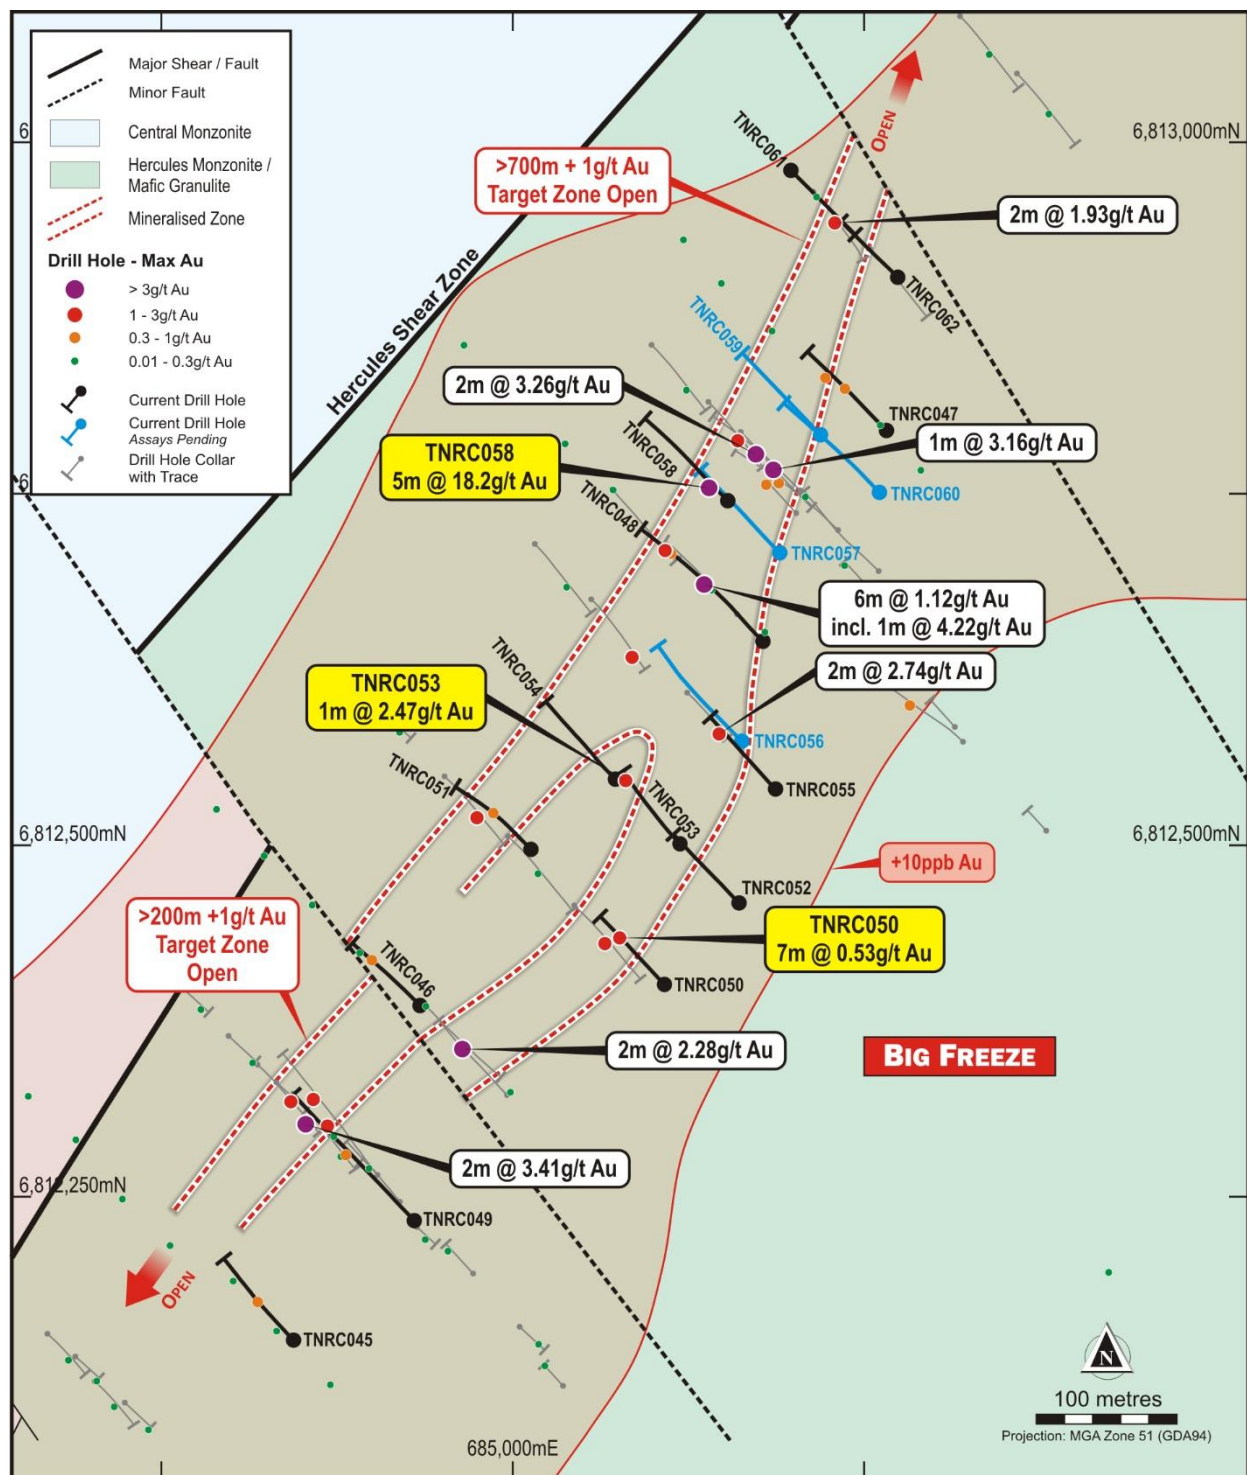 Major Shear / Fault
Minor Fault
Central Monzonite
Hercules Monzonite /
Mafic Granulite
Mineralised Zone
Drill Hole - Max Au
> 3g/t Au
1 - 3g/t Au
0.3 - 1g/t Au
0.01 - 0.3g/t Au
Current Drill Hole
Current Drill Hole
Assays Pending
Drill Hole Collar
with Trace
6
6
Hercules Shear Zone
>700m + 1g/t Au
Target Zone Open
OPEN
6,813,000mN
TNRC061
2m @ 1.93g/t Au
TNRC062
TNRC059
2m @ 3.26g/t Au
TNRC047
1m @ 3.16g/t Au
TNRC058
TNRC058
5m @ 18.2g/t Au
TNRC060
TNRC048
TNRC057
6m @ 1.12g/t Au
incl. 1m @ 4.22g/t Au
2m @ 2.74g/t Au
TNRC054
TNRC053
1m @ 2.47g/t Au
TNRC056
TNRC051
TNRC055
TNRC053
6,812,500mN
6,812,500mN
+10ppb Au
TNRC052
>200m +1g/t Au
Target Zone
Open
TNRC050
7m @ 0.53g/t Au
TNRC046
TNRC050
2m @ 2.28g/t Au
BIG FREEZE
2m @ 3.41g/t Au
6,812,250mN
TNRC049
OPEN
TNRC045
N
100 metres
Projection: MGA Zone 51 (GDA94)
685,000mE